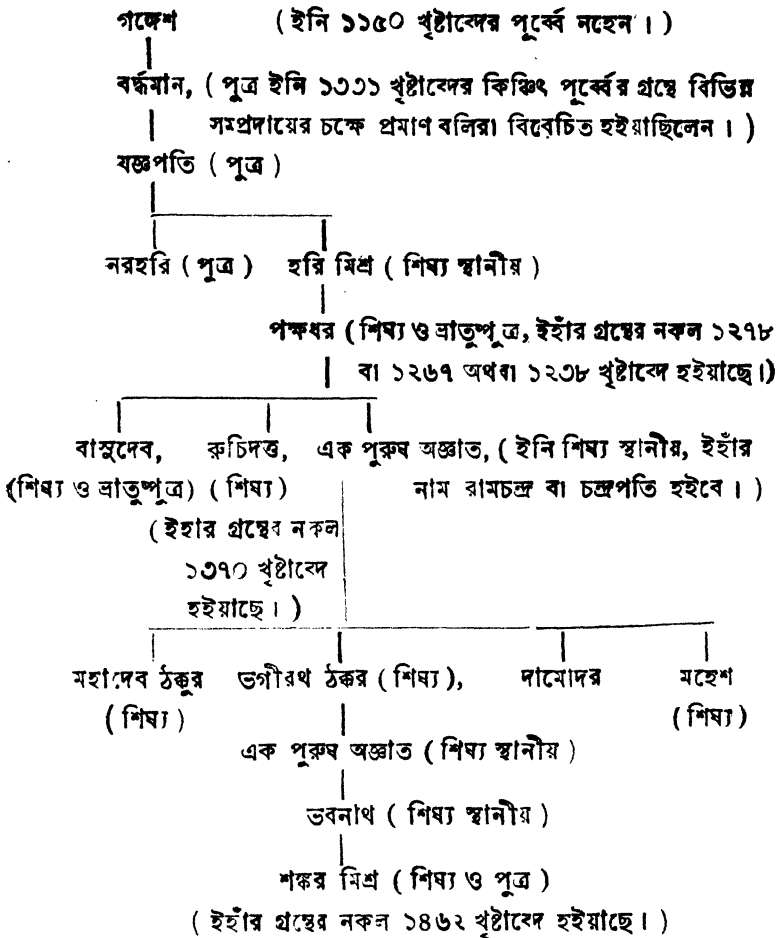 গঙ্গেশ ( ইনি ১১৫০ খৃষ্টাব্দের পূর্ব্বে নহেন । )
বর্দ্ধমান, ( পুত্র ইনি ১৩৩১ খৃষ্টাব্দের কিঞ্চিৎ পূর্ব্বের গ্রন্থে বিভিন্ন
সম্প্রদায়ের চক্ষে প্রমাণ বলিরা বিবেচিত হইয়াছিলেন । )
যজ্ঞপতি ( পুত্র )
নরহরি ( পুত্র ) হরি মিশ্র ( শিষ্য স্থানীয় )
পক্ষধর ( শিষ্য ও ভ্রাতুষ্পুত্র, ইহাঁর গ্রন্থের নকল ১২৭৮
বা ১২৬৭ অথবা ১২৩৮ খৃষ্টাব্দে হইয়াছে।)
বাসুদেব, রুচিদত্ত, এক পুরুষ অজ্ঞাত, ( ইনি শিষ্য স্থানীয়, ইহাঁর
(শিষ্য ও ভ্রাতুষ্পুত্র) ( শিষ্য ) নাম রামচন্দ্র বা চন্দ্রপতি হইবে । )
( ইহার গ্রন্থের নকল
১৩৭০ খৃষ্টাব্দে
হইয়াছে । )
মহাদেব ঠক্কুর ভগীরথ ঠক্কর ( শিষ্য ), দামোদর মহেশ
( শিষ্য ) ( শিষ্য )
এক পুরুষ অজ্ঞাত ( শিষ্য স্থানীয় )
ভবনাথ ( শিষ্য স্থানীয় )
শঙ্কর মিশ্র ( শিষ্য ও পুত্র )
( ইহাঁর গ্রন্থের নকল ১৪৬২ খৃষ্টাব্দে হইয়াছে । )